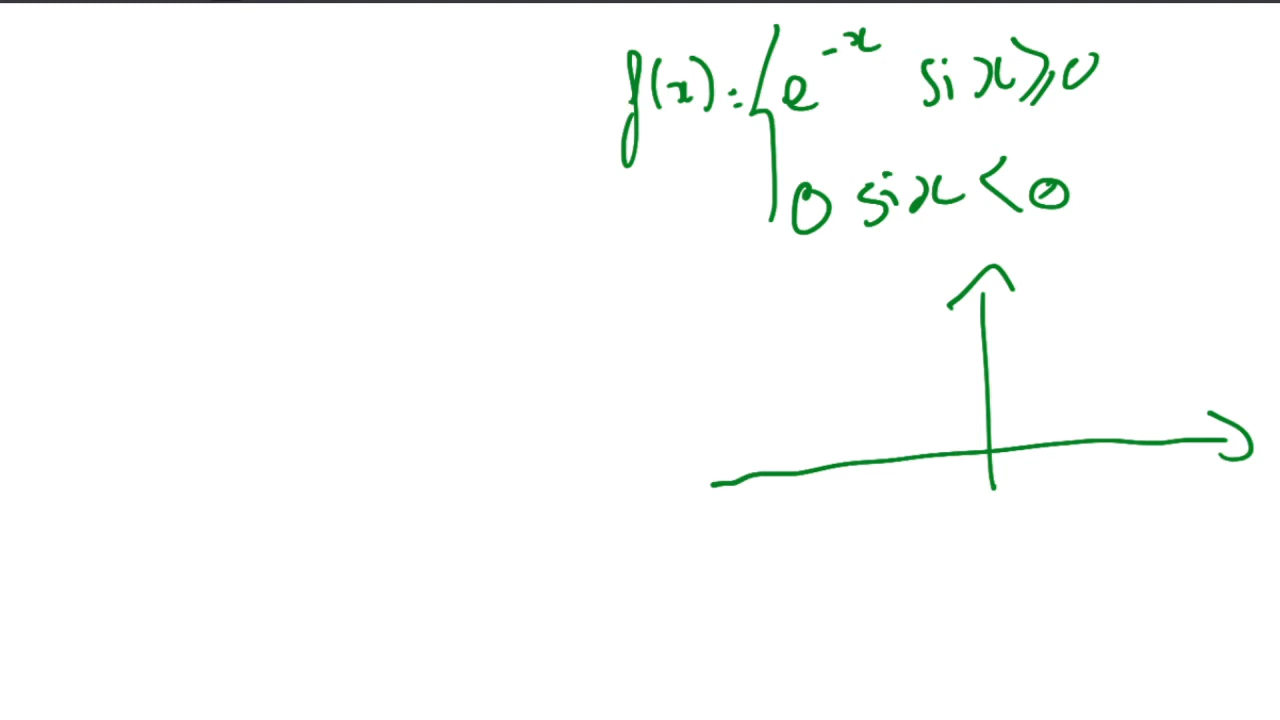 f(x) = { e^{-x} si x ⩾ 0
0 si x < 0